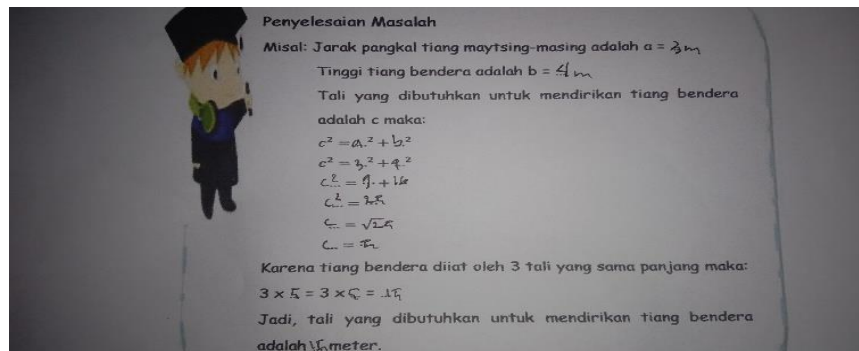 Penyelesaian Masalah
Misal: Jarak pangkal tiang maytsing-masing adalah a = 3 m
Tinggi tiang bendera adalah b = 4 m
Tali yang dibutuhkan untuk mendirikan tiang bendera
adalah c maka:
c² = a² + b²
c² = 3² + 4²
c² = 9 + 16
c² = 25
c = √25
c = 5
Karena tiang bendera diiat oleh 3 tali yang sama panjang maka:
3 x 5 = 3 x 5 = 15
Jadi, tali yang dibutuhkan untuk mendirikan tiang bendera
adalah 15 meter.